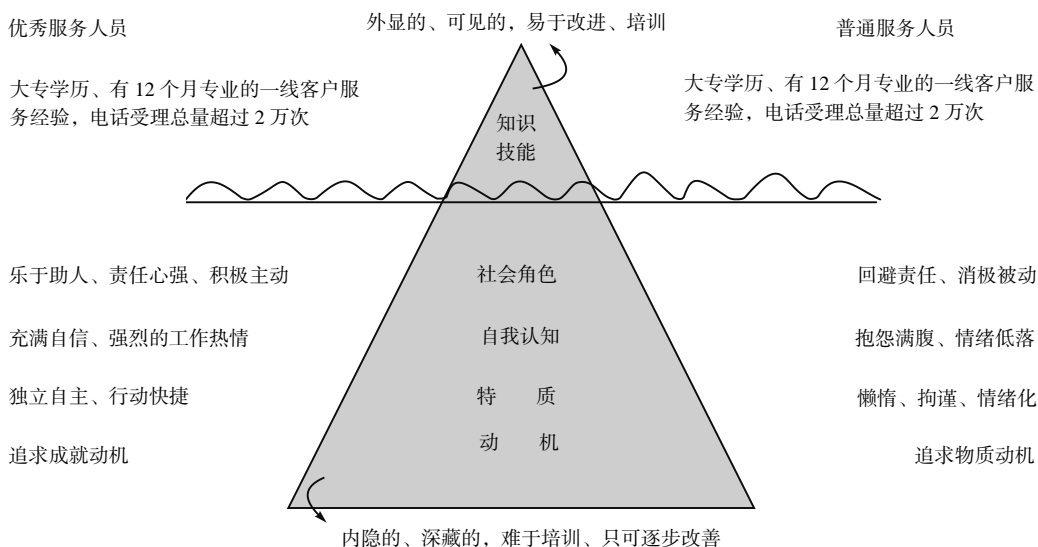 优秀服务人员
外显的、可见的，易于改进、培训
普通服务人员
大专学历、有 12 个月专业的一线客户服
务经验，电话受理总量超过 2 万次
大专学历、有 12 个月专业的一线客户服
务经验，电话受理总量超过 2 万次
知识
技能
乐于助人、责任心强、积极主动
社会角色
回避责任、消极被动
充满自信、强烈的工作热情
自我认知
抱怨满腹、情绪低落
独立自主、行动快捷
特 质
懒惰、拘谨、情绪化
追求成就动机
动 机
追求物质动机
内隐的、深藏的，难于培训、只可逐步改善